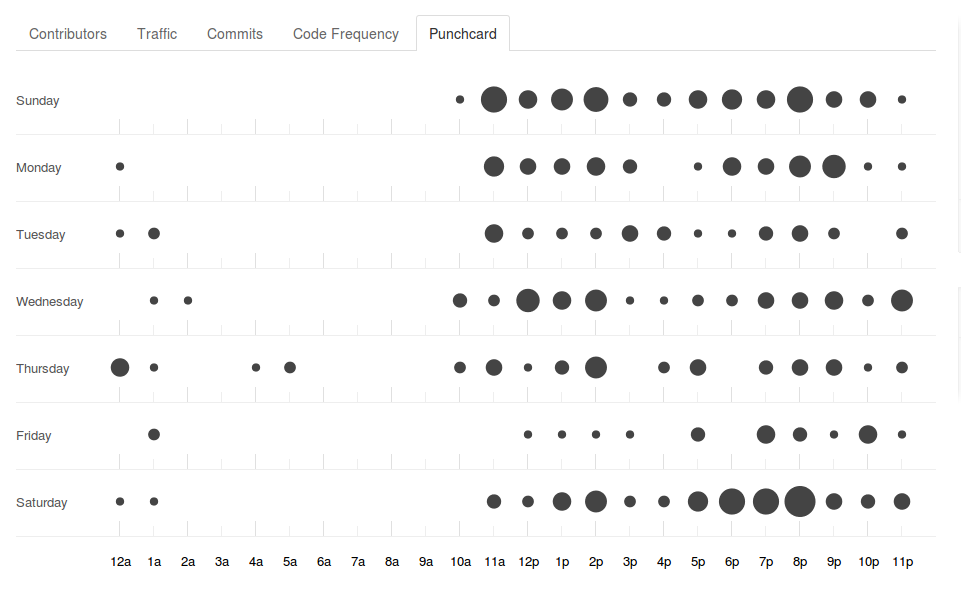 Contributors Traffic Commits Code Frequency Punchcard
Sunday
Monday
Tuesday
Wednesday
Thursday
Friday
Saturday
12a 1a 2a 3a 4a 5a 6a 7a 8a 9a 10a 11a 12p 1p 2p 3p 4p 5p 6p 7p 8p 9p 10p 11p